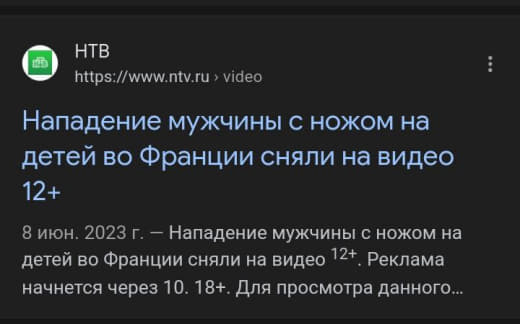 НТВ
https://www.ntv.ru › video
Нападение мужчины с ножом на
детей во Франции сняли на видео
12+
8 июн. 2023 г. — Нападение мужчины с ножом на
детей во Франции сняли на видео 12+. Реклама
начнется через 10. 18+. Для просмотра данного...